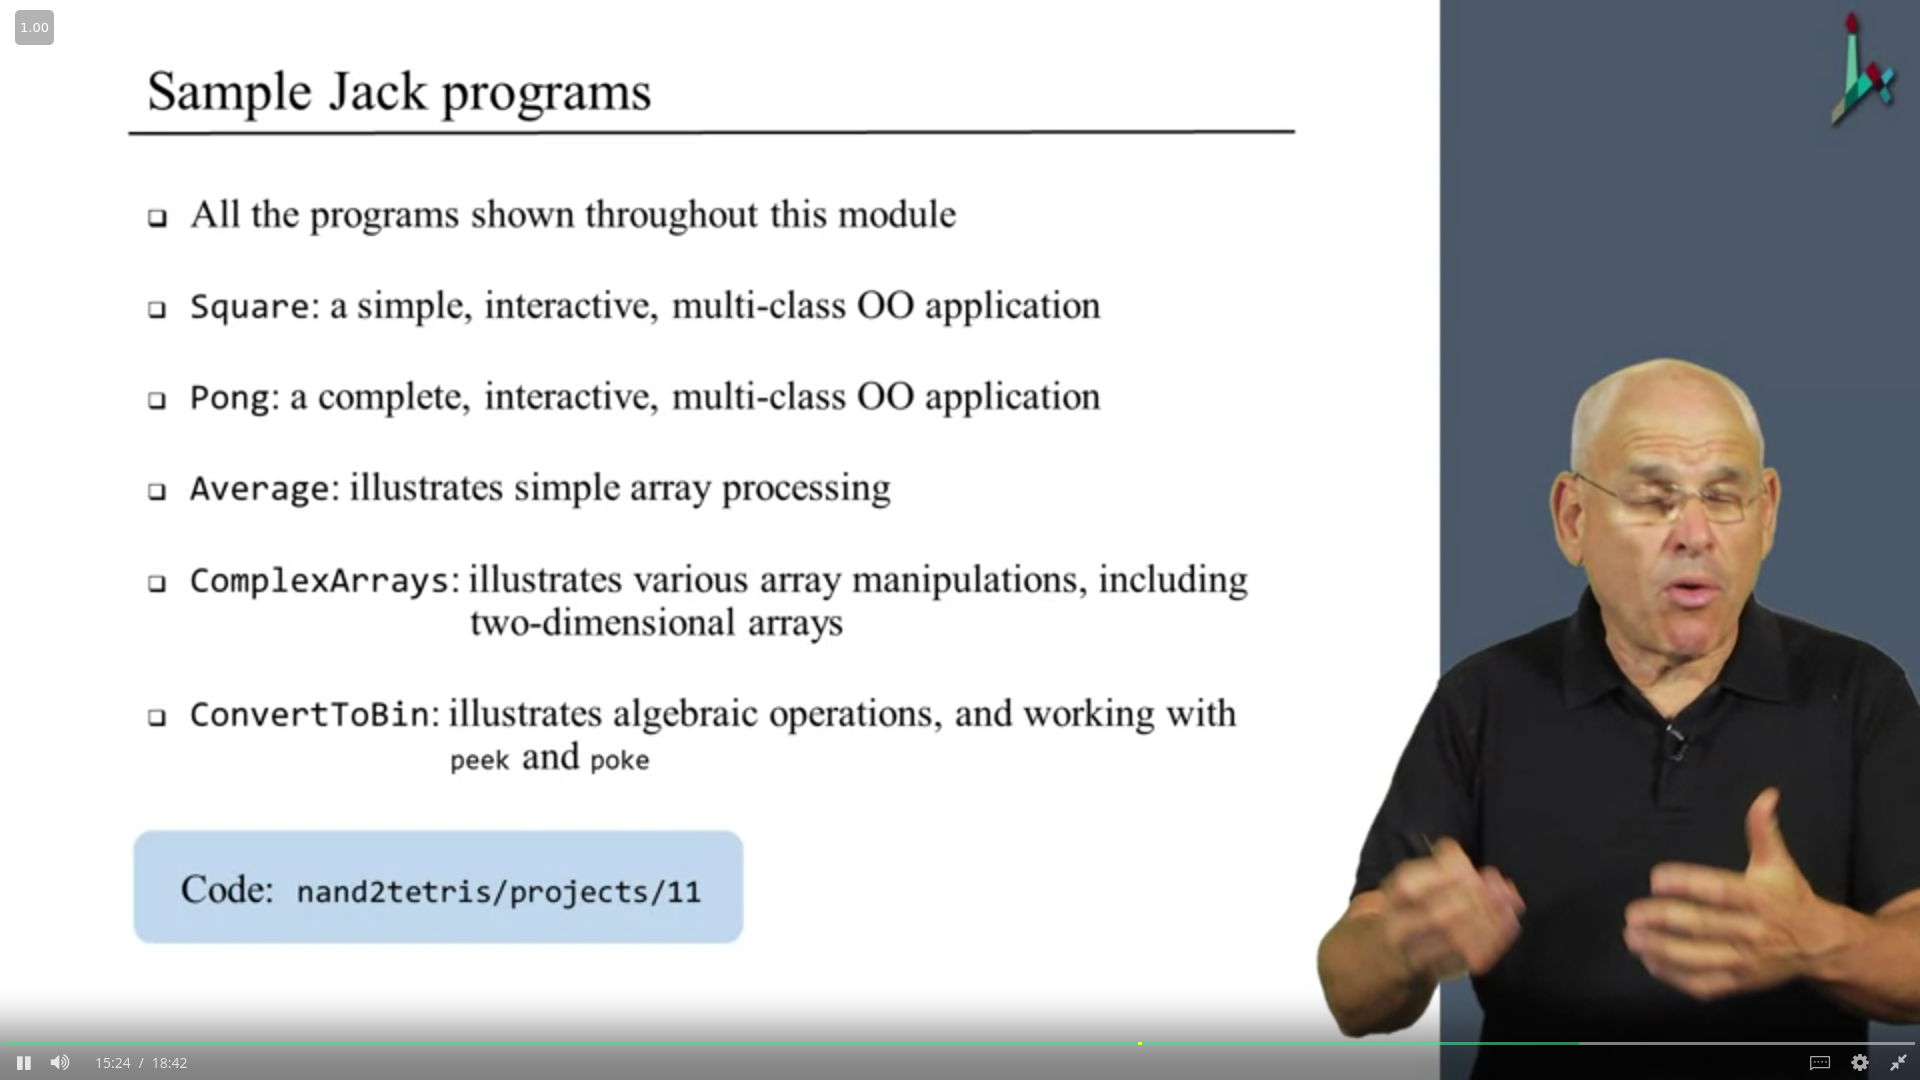 1.00
Sample Jack programs
❑ All the programs shown throughout this module
❑ Square: a simple, interactive, multi-class OO application
❑ Pong: a complete, interactive, multi-class OO application
❑ Average: illustrates simple array processing
❑ ComplexArrays: illustrates various array manipulations, including
two-dimensional arrays
❑ ConvertToBin: illustrates algebraic operations, and working with
peek and poke
Code: nand2tetris/projects/11
15:24 / 18:42